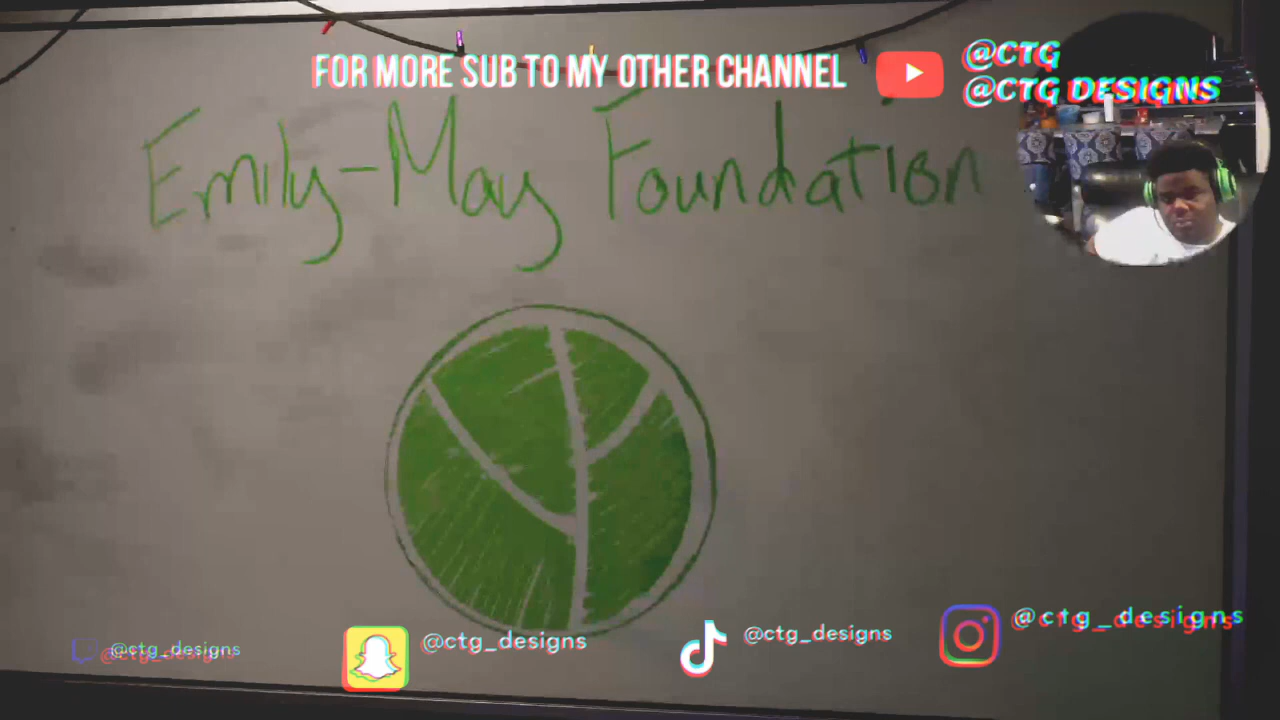 FOR MORE SUB TO MY OTHER CHANNEL
@CTG
@CTG DESIGNS
Emily-May Foundation
@ctg_designs
@ctg_designs
@ctg_designs
@ctg_designs